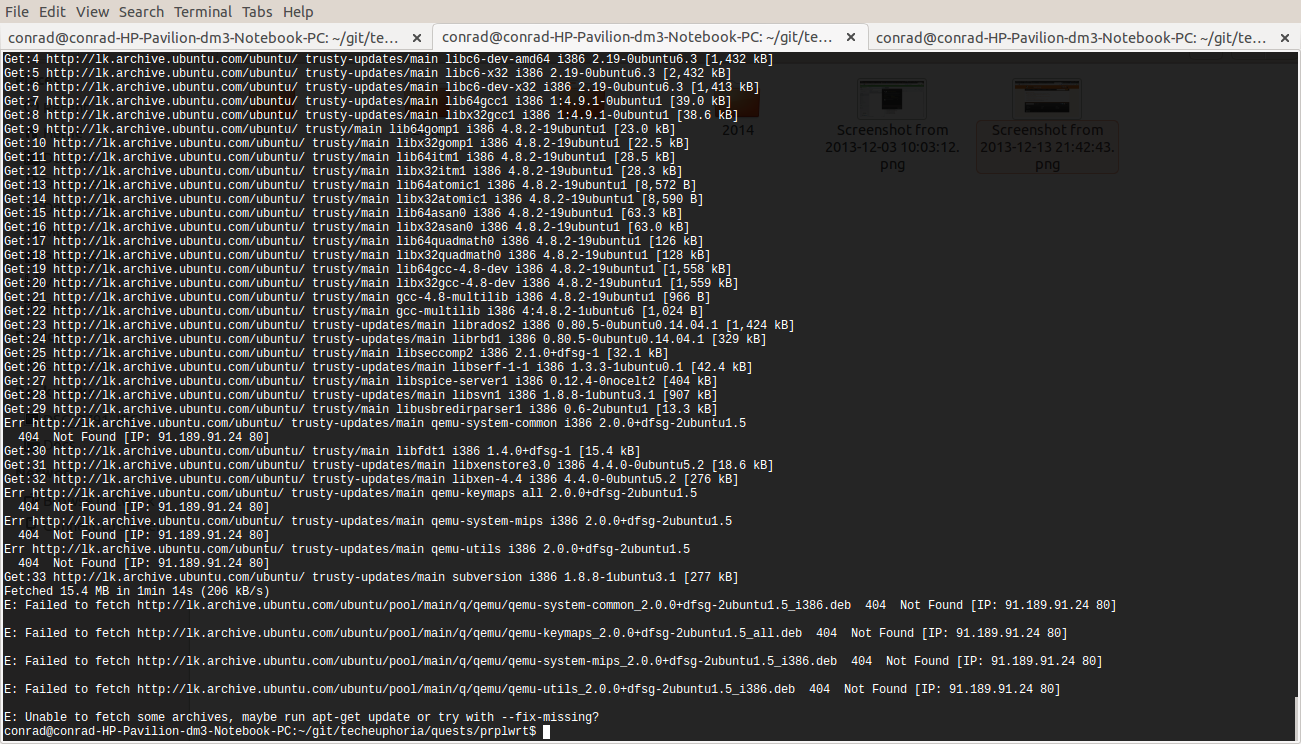 File Edit View Search Terminal Tabs Help
conrad@conrad-HP-Pavilion-dm3-Notebook-PC: ~/git/te... × conrad@conrad-HP-Pavilion-dm3-Notebook-PC: ~/git/te... × conrad@conrad-HP-Pavilion-dm3-Notebook-PC: ~/git/te... ×
Get:4 http://lk.archive.ubuntu.com/ubuntu/ trusty-updates/main libc6-dev-amd64 i386 2.19-0ubuntu6.3 [1,432 kB]
Get:5 http://lk.archive.ubuntu.com/ubuntu/ trusty-updates/main libc6-x32 i386 2.19-0ubuntu6.3 [2,432 kB]
Get:6 http://lk.archive.ubuntu.com/ubuntu/ trusty-updates/main libc6-dev-x32 i386 2.19-0ubuntu6.3 [1,413 kB]
Get:7 http://lk.archive.ubuntu.com/ubuntu/ trusty-updates/main lib64gcc1 i386 1:4.9.1-0ubuntu1 [39.0 kB]
Get:8 http://lk.archive.ubuntu.com/ubuntu/ trusty-updates/main libx32gcc1 i386 1:4.9.1-0ubuntu1 [38.6 kB]
Get:9 http://lk.archive.ubuntu.com/ubuntu/ trusty/main lib64gomp1 i386 4.8.2-19ubuntu1 [23.0 kB]
2014
Screenshot from
2013-12-03 10:03:12.
png
Screenshot from
2013-12-13 21:42:43.
png
Get:10 http://lk.archive.ubuntu.com/ubuntu/ trusty/main libx32gomp1 i386 4.8.2-19ubuntu1 [22.5 kB]
Get:11 http://lk.archive.ubuntu.com/ubuntu/ trusty/main lib64itm1 i386 4.8.2-19ubuntu1 [28.5 kB]
Get:12 http://lk.archive.ubuntu.com/ubuntu/ trusty/main libx32itm1 i386 4.8.2-19ubuntu1 [28.3 kB]
Get:13 http://lk.archive.ubuntu.com/ubuntu/ trusty/main lib64atomic1 i386 4.8.2-19ubuntu1 [8,572 B]
Get:14 http://lk.archive.ubuntu.com/ubuntu/ trusty/main libx32atomic1 i386 4.8.2-19ubuntu1 [8,590 B]
Get:15 http://lk.archive.ubuntu.com/ubuntu/ trusty/main lib64asan0 i386 4.8.2-19ubuntu1 [63.3 kB]
Get:16 http://lk.archive.ubuntu.com/ubuntu/ trusty/main libx32asan0 i386 4.8.2-19ubuntu1 [63.0 kB]
Get:17 http://lk.archive.ubuntu.com/ubuntu/ trusty/main lib64quadmath0 i386 4.8.2-19ubuntu1 [126 kB]
Get:18 http://lk.archive.ubuntu.com/ubuntu/ trusty/main libx32quadmath0 i386 4.8.2-19ubuntu1 [128 kB]
Get:19 http://lk.archive.ubuntu.com/ubuntu/ trusty/main lib64gcc-4.8-dev i386 4.8.2-19ubuntu1 [1,558 kB]
Get:20 http://lk.archive.ubuntu.com/ubuntu/ trusty/main libx32gcc-4.8-dev i386 4.8.2-19ubuntu1 [1,559 kB]
Get:21 http://lk.archive.ubuntu.com/ubuntu/ trusty/main gcc-4.8-multilib i386 4.8.2-19ubuntu1 [966 B]
Get:22 http://lk.archive.ubuntu.com/ubuntu/ trusty/main gcc-multilib i386 4:4.8.2-1ubuntu6 [1,024 B]
Get:23 http://lk.archive.ubuntu.com/ubuntu/ trusty-updates/main librados2 i386 0.80.5-0ubuntu0.14.04.1 [1,424 kB]
Get:24 http://lk.archive.ubuntu.com/ubuntu/ trusty-updates/main librbd1 i386 0.80.5-0ubuntu0.14.04.1 [329 kB]
Get:25 http://lk.archive.ubuntu.com/ubuntu/ trusty/main libseccomp2 i386 2.1.0+dfsg-1 [32.1 kB]
Get:26 http://lk.archive.ubuntu.com/ubuntu/ trusty-updates/main libserf-1-1 i386 1.3.3-1ubuntu0.1 [42.4 kB]
Get:27 http://lk.archive.ubuntu.com/ubuntu/ trusty/main libspice-server1 i386 0.12.4-0nocelt2 [404 kB]
Get:28 http://lk.archive.ubuntu.com/ubuntu/ trusty-updates/main libsvn1 i386 1.8.8-1ubuntu3.1 [907 kB]
Get:29 http://lk.archive.ubuntu.com/ubuntu/ trusty/main libusbredirparser1 i386 0.6-2ubuntu1 [13.3 kB]
Err http://lk.archive.ubuntu.com/ubuntu/ trusty-updates/main qemu-system-common i386 2.0.0+dfsg-2ubuntu1.5
404  Not Found [IP: 91.189.91.24 80]
Get:30 http://lk.archive.ubuntu.com/ubuntu/ trusty/main libfdt1 i386 1.4.0+dfsg-1 [15.4 kB]
Get:31 http://lk.archive.ubuntu.com/ubuntu/ trusty-updates/main libxenstore3.0 i386 4.4.0-0ubuntu5.2 [18.6 kB]
Get:32 http://lk.archive.ubuntu.com/ubuntu/ trusty-updates/main libxen-4.4 i386 4.4.0-0ubuntu5.2 [276 kB]
Err http://lk.archive.ubuntu.com/ubuntu/ trusty-updates/main qemu-keymaps all 2.0.0+dfsg-2ubuntu1.5
404  Not Found [IP: 91.189.91.24 80]
Err http://lk.archive.ubuntu.com/ubuntu/ trusty-updates/main qemu-system-mips i386 2.0.0+dfsg-2ubuntu1.5
404  Not Found [IP: 91.189.91.24 80]
Err http://lk.archive.ubuntu.com/ubuntu/ trusty-updates/main qemu-utils i386 2.0.0+dfsg-2ubuntu1.5
404  Not Found [IP: 91.189.91.24 80]
Get:33 http://lk.archive.ubuntu.com/ubuntu/ trusty-updates/main subversion i386 1.8.8-1ubuntu3.1 [277 kB]
Fetched 15.4 MB in 1min 14s (206 kB/s)
E: Failed to fetch http://lk.archive.ubuntu.com/ubuntu/pool/main/q/qemu/qemu-system-common_2.0.0+dfsg-2ubuntu1.5_i386.deb  404  Not Found [IP: 91.189.91.24 80]
E: Failed to fetch http://lk.archive.ubuntu.com/ubuntu/pool/main/q/qemu/qemu-keymaps_2.0.0+dfsg-2ubuntu1.5_all.deb  404  Not Found [IP: 91.189.91.24 80]
E: Failed to fetch http://lk.archive.ubuntu.com/ubuntu/pool/main/q/qemu/qemu-system-mips_2.0.0+dfsg-2ubuntu1.5_i386.deb  404  Not Found [IP: 91.189.91.24 80]
E: Failed to fetch http://lk.archive.ubuntu.com/ubuntu/pool/main/q/qemu/qemu-utils_2.0.0+dfsg-2ubuntu1.5_i386.deb  404  Not Found [IP: 91.189.91.24 80]
E: Unable to fetch some archives, maybe run apt-get update or try with --fix-missing?
conrad@conrad-HP-Pavilion-dm3-Notebook-PC:~/git/techeuphoria/quests/prplwrt$